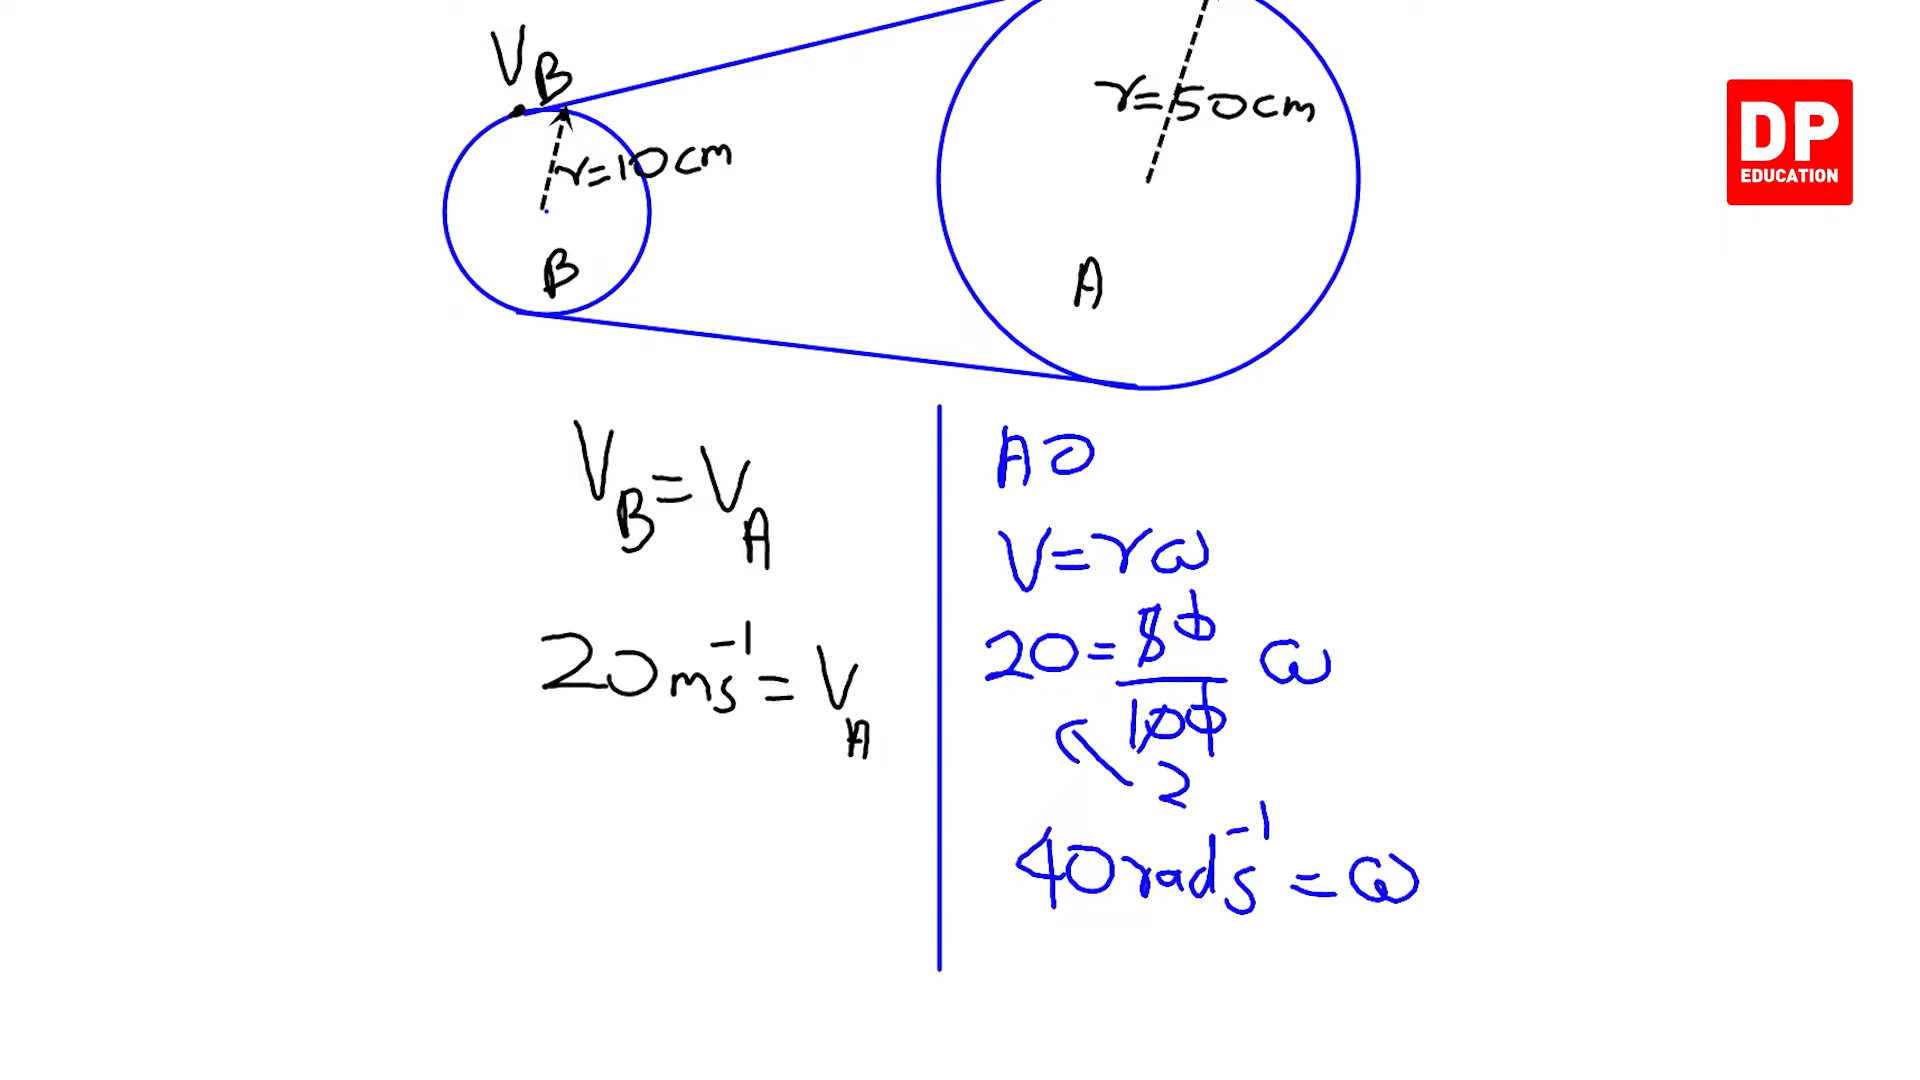 V_B
r=10cm
B
r=50cm
A
DP
EDUCATION
V_B=V_A
20ms⁻¹=V_A
A O
V=rω
20=50/100 ω
2
40rads⁻¹=ω